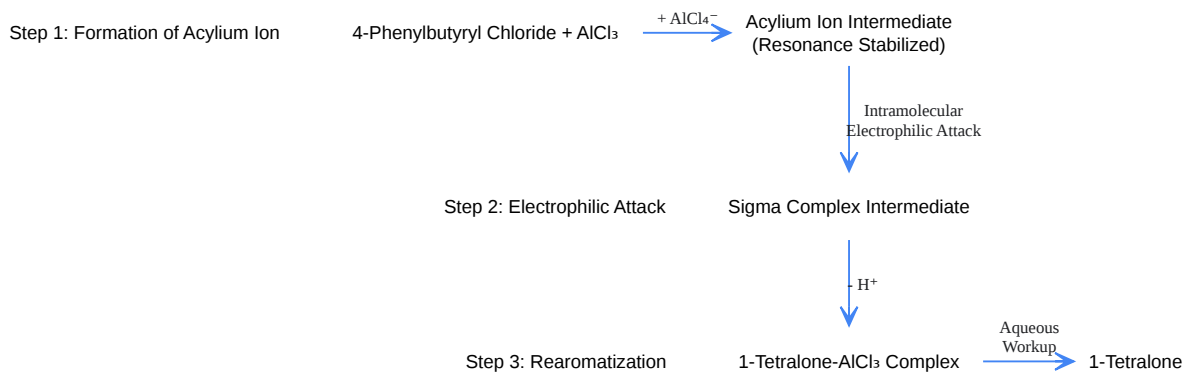 Step 1: Formation of Acylium Ion
4-Phenylbutyryl Chloride + AlCl₃
+ AlCl₄⁻
Acylium Ion Intermediate
(Resonance Stabilized)
Intramolecular
Electrophilic Attack
Step 2: Electrophilic Attack
Sigma Complex Intermediate
- H⁺
Step 3: Rearomatization
1-Tetralone-AlCl₃ Complex
Aqueous
Workup
1-Tetralone